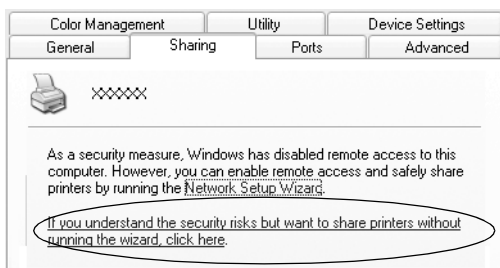 Color Management Utility Device Settings
General Sharing Ports Advanced
XXXXXX
As a security measure, Windows has disabled remote access to this
computer. However, you can enable remote access and safely share
printers by running the Network Setup Wizard.
If you understand the security risks but want to share printers without
running the wizard, click here.